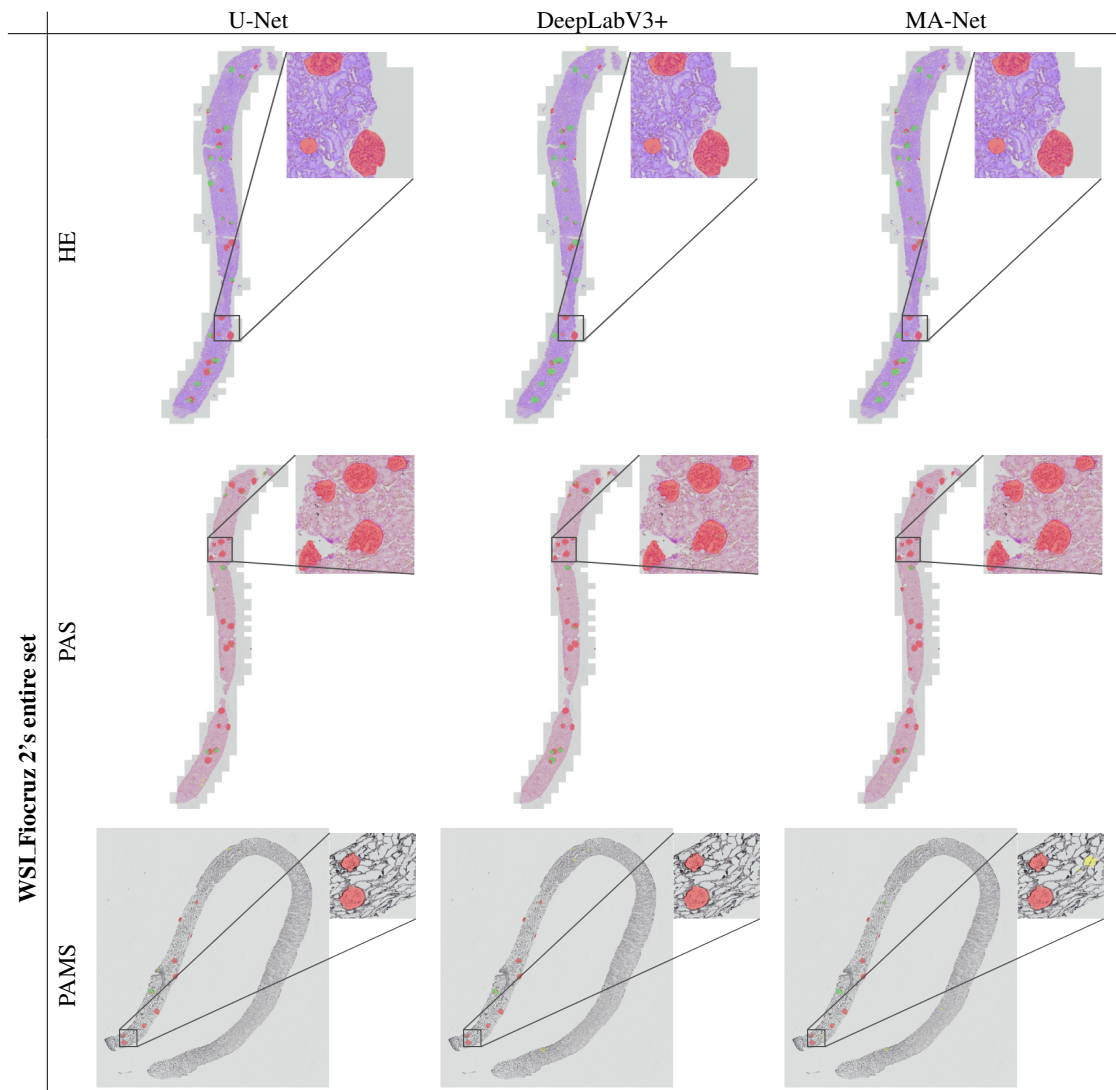 U-Net DeepLabV3+ MA-Net
WSI_Fiocruz 2's entire set
HE
PAS
PAMS